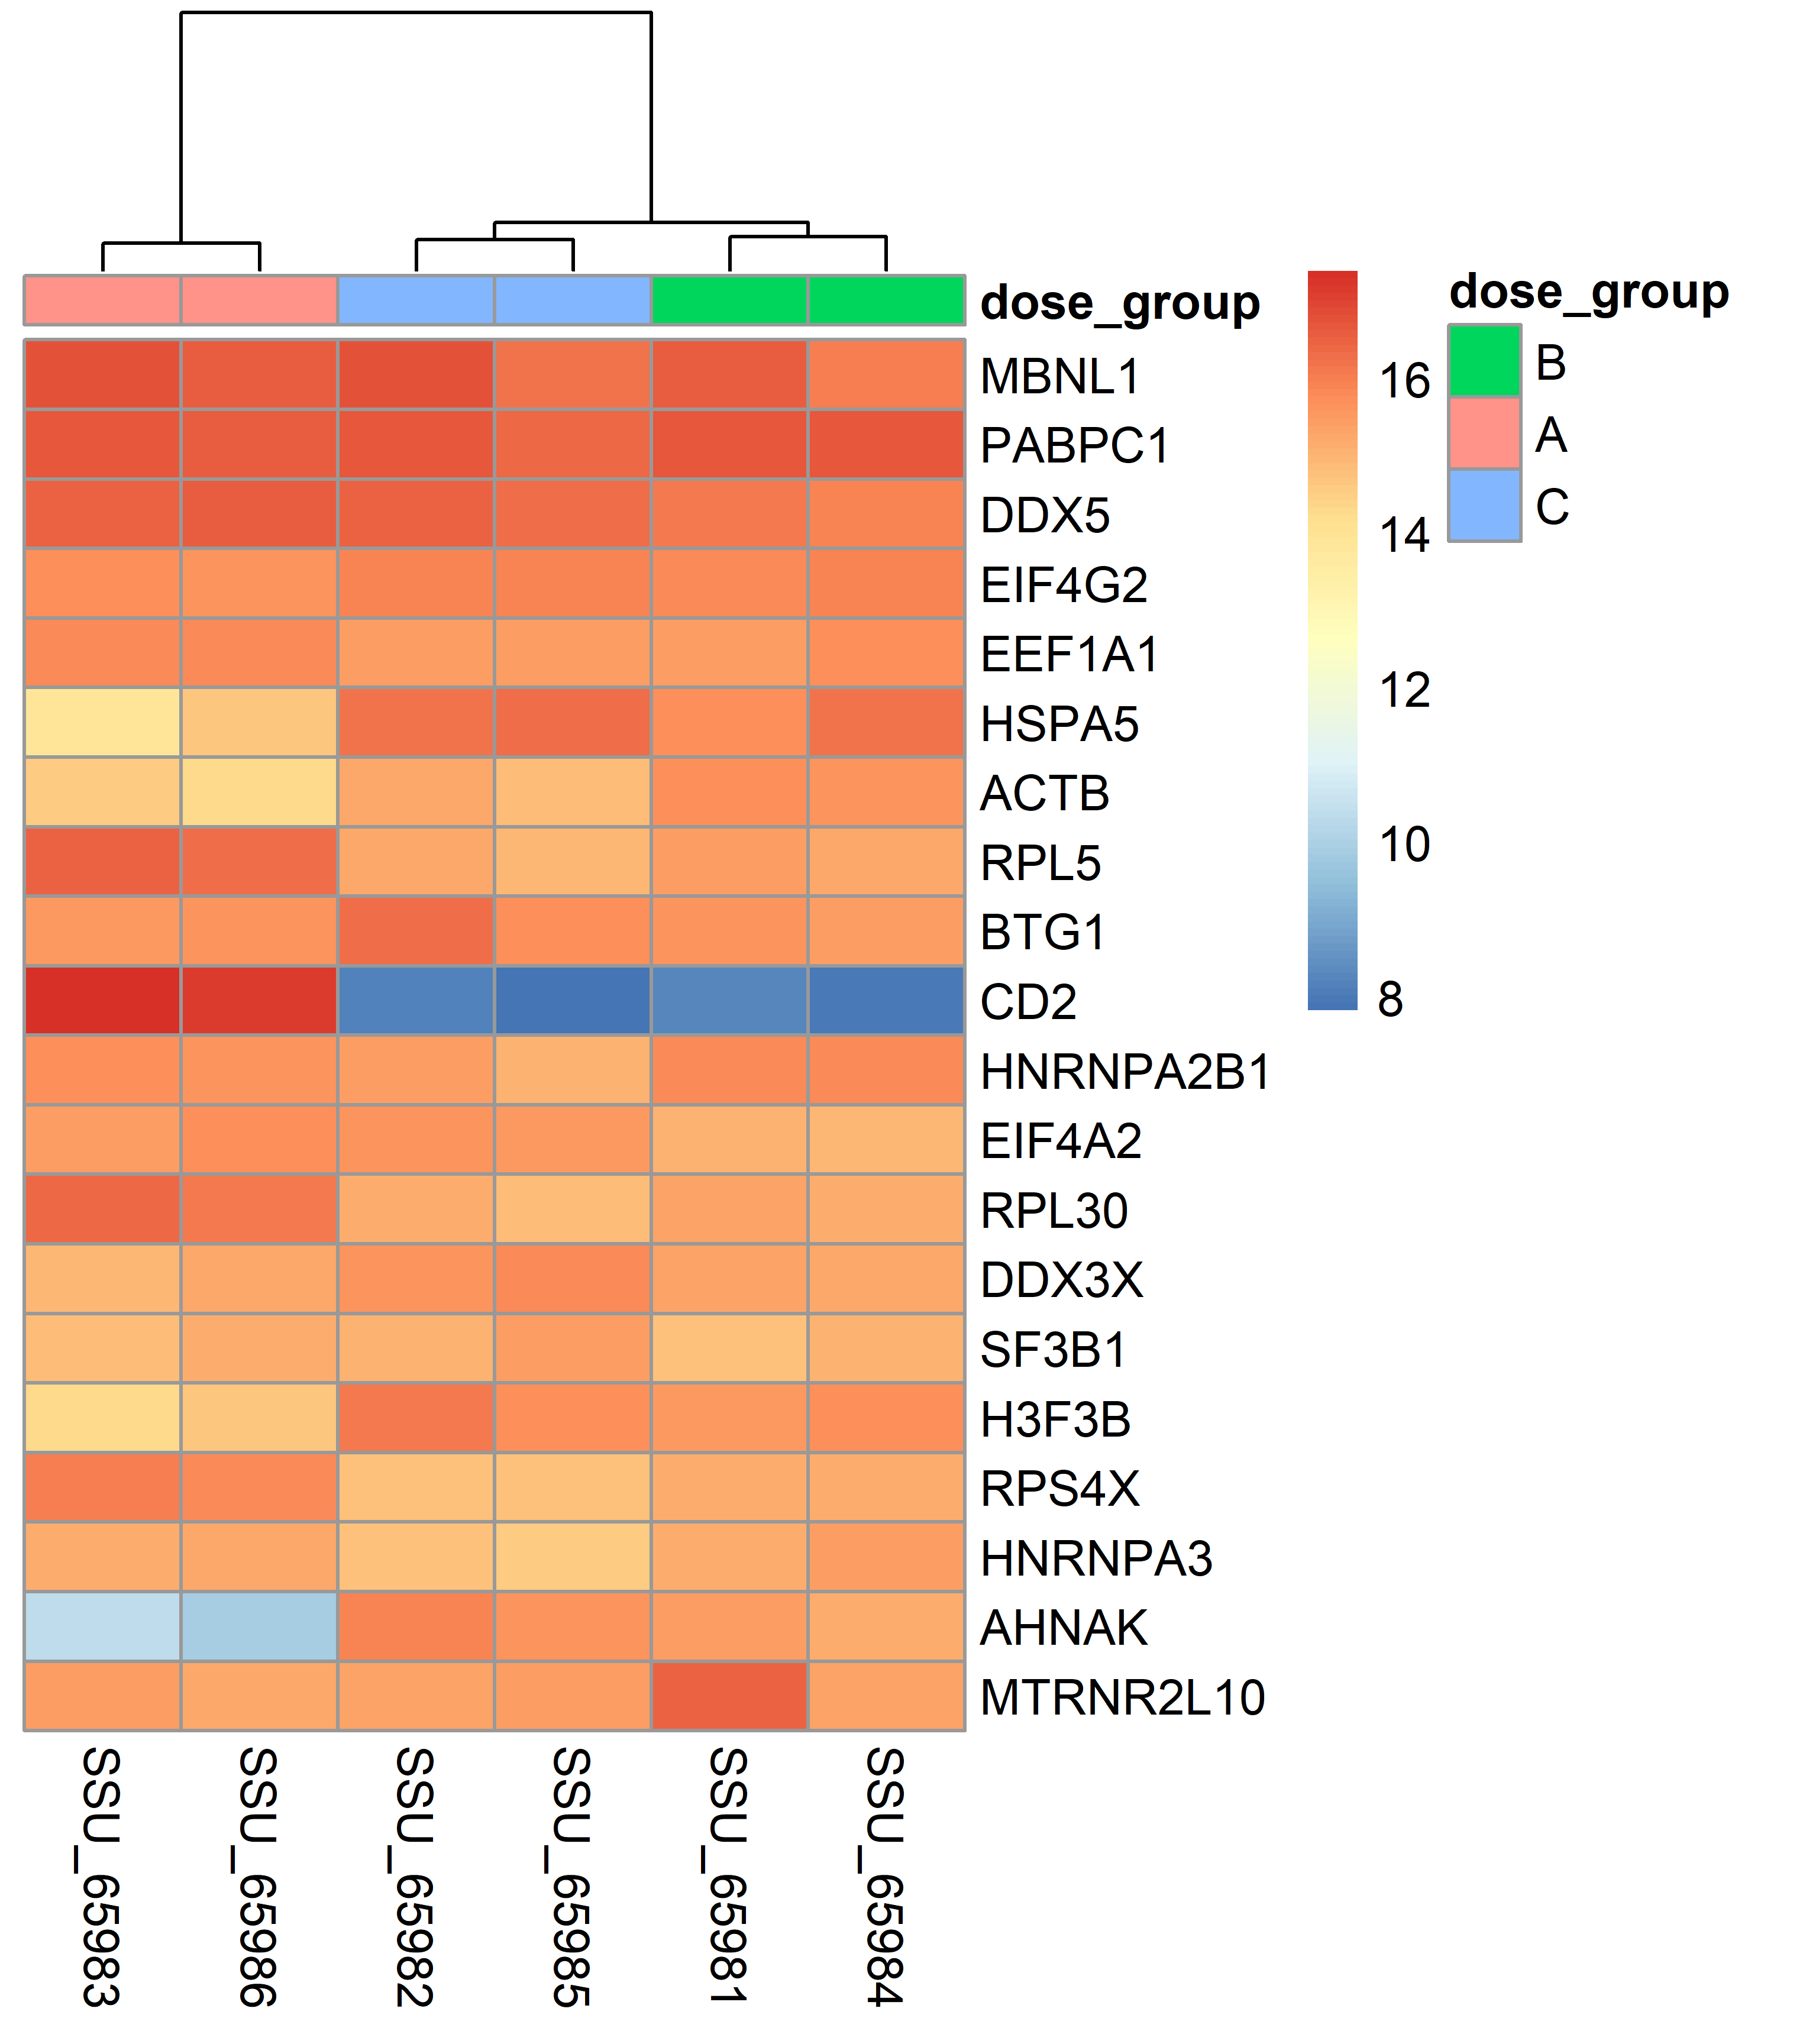 dose_group
MBNL1
PABPC1
DDX5
EIF4G2
EEF1A1
HSPA5
ACTB
RPL5
BTG1
CD2
HNRNPA2B1
EIF4A2
RPL30
DDX3X
SF3B1
H3F3B
RPS4X
HNRNPA3
AHNAK
MTRNR2L10
SSU_65983
SSU_65986
SSU_65982
SSU_65985
SSU_65981
SSU_65984
16
14
12
10
8
dose_group
B
A
C